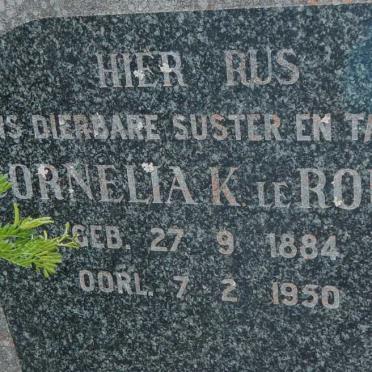 HIER RUS
NS DIERBARE SUSTER EN TA
ORNELIA K. LE RO
GEB. 27 9 1884
OORL. 7 2 1950